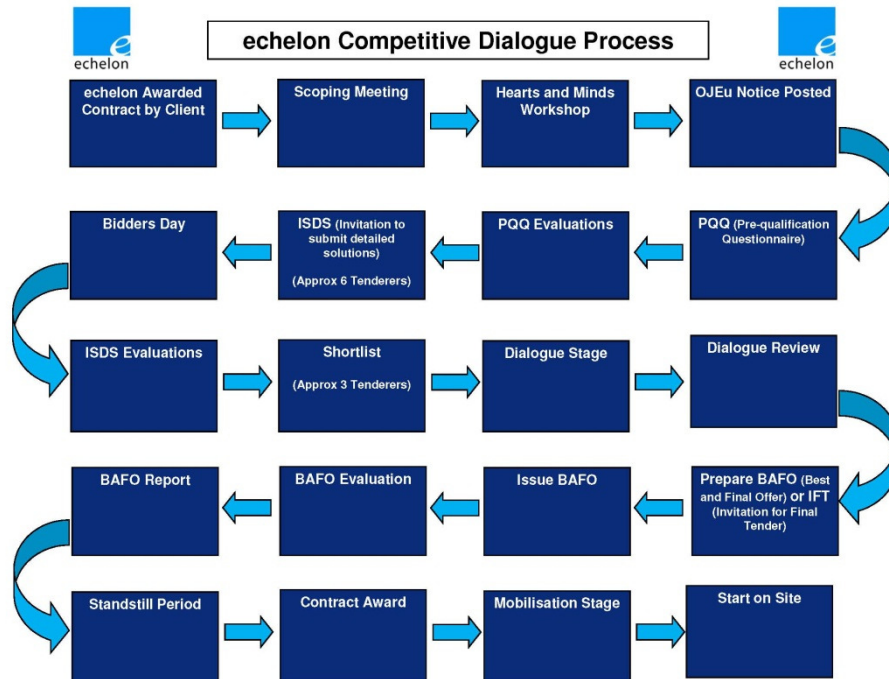 e
echelon
echelon Competitive Dialogue Process
e
echelon
echelon Awarded
Contract by Client
Scoping Meeting
Hearts and Minds
Workshop
OJEu Notice Posted
PQQ (Pre-qualification
Questionnaire)
PQQ Evaluations
ISDS (Invitation to
submit detailed
solutions)
(Approx 6 Tenderers)
Bidders Day
ISDS Evaluations
Shortlist
(Approx 3 Tenderers)
Dialogue Stage
Dialogue Review
Prepare BAFO (Best
and Final Offer) or IFT
(Invitation for Final
Tender)
Issue BAFO
BAFO Evaluation
BAFO Report
Standstill Period
Contract Award
Mobilisation Stage
Start on Site